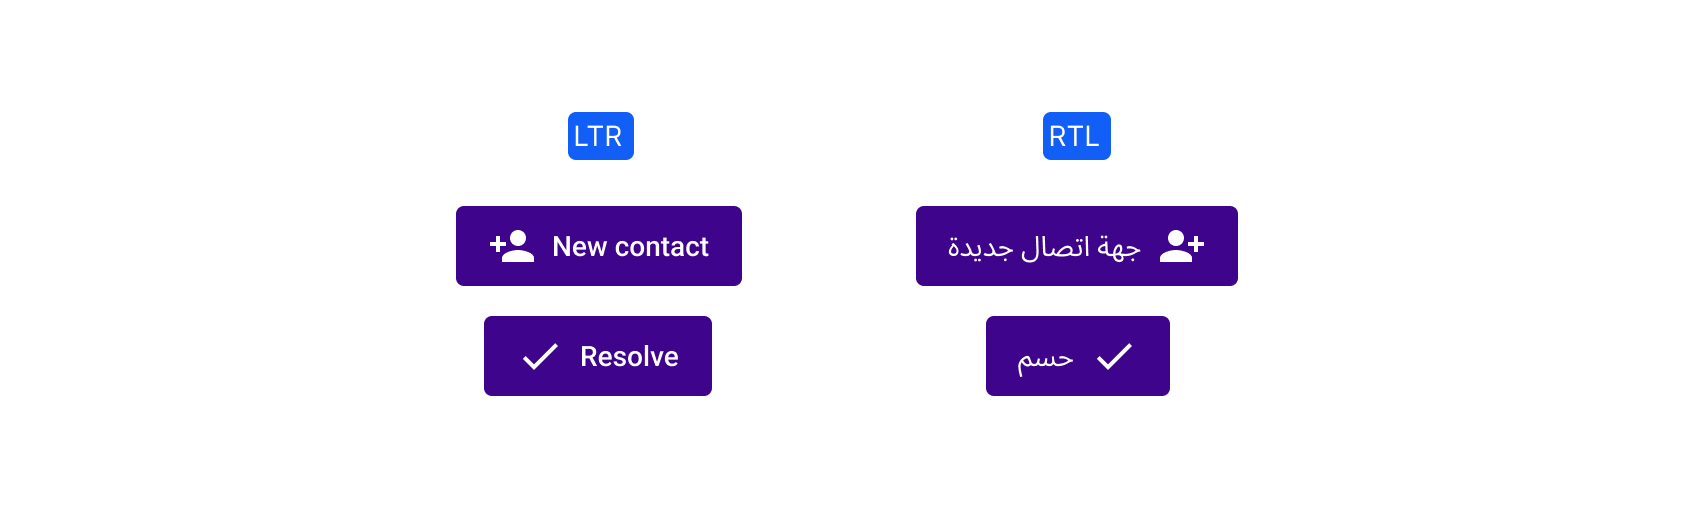 LTR
New contact
Resolve
RTL
جهة اتصال جديدة
حسم